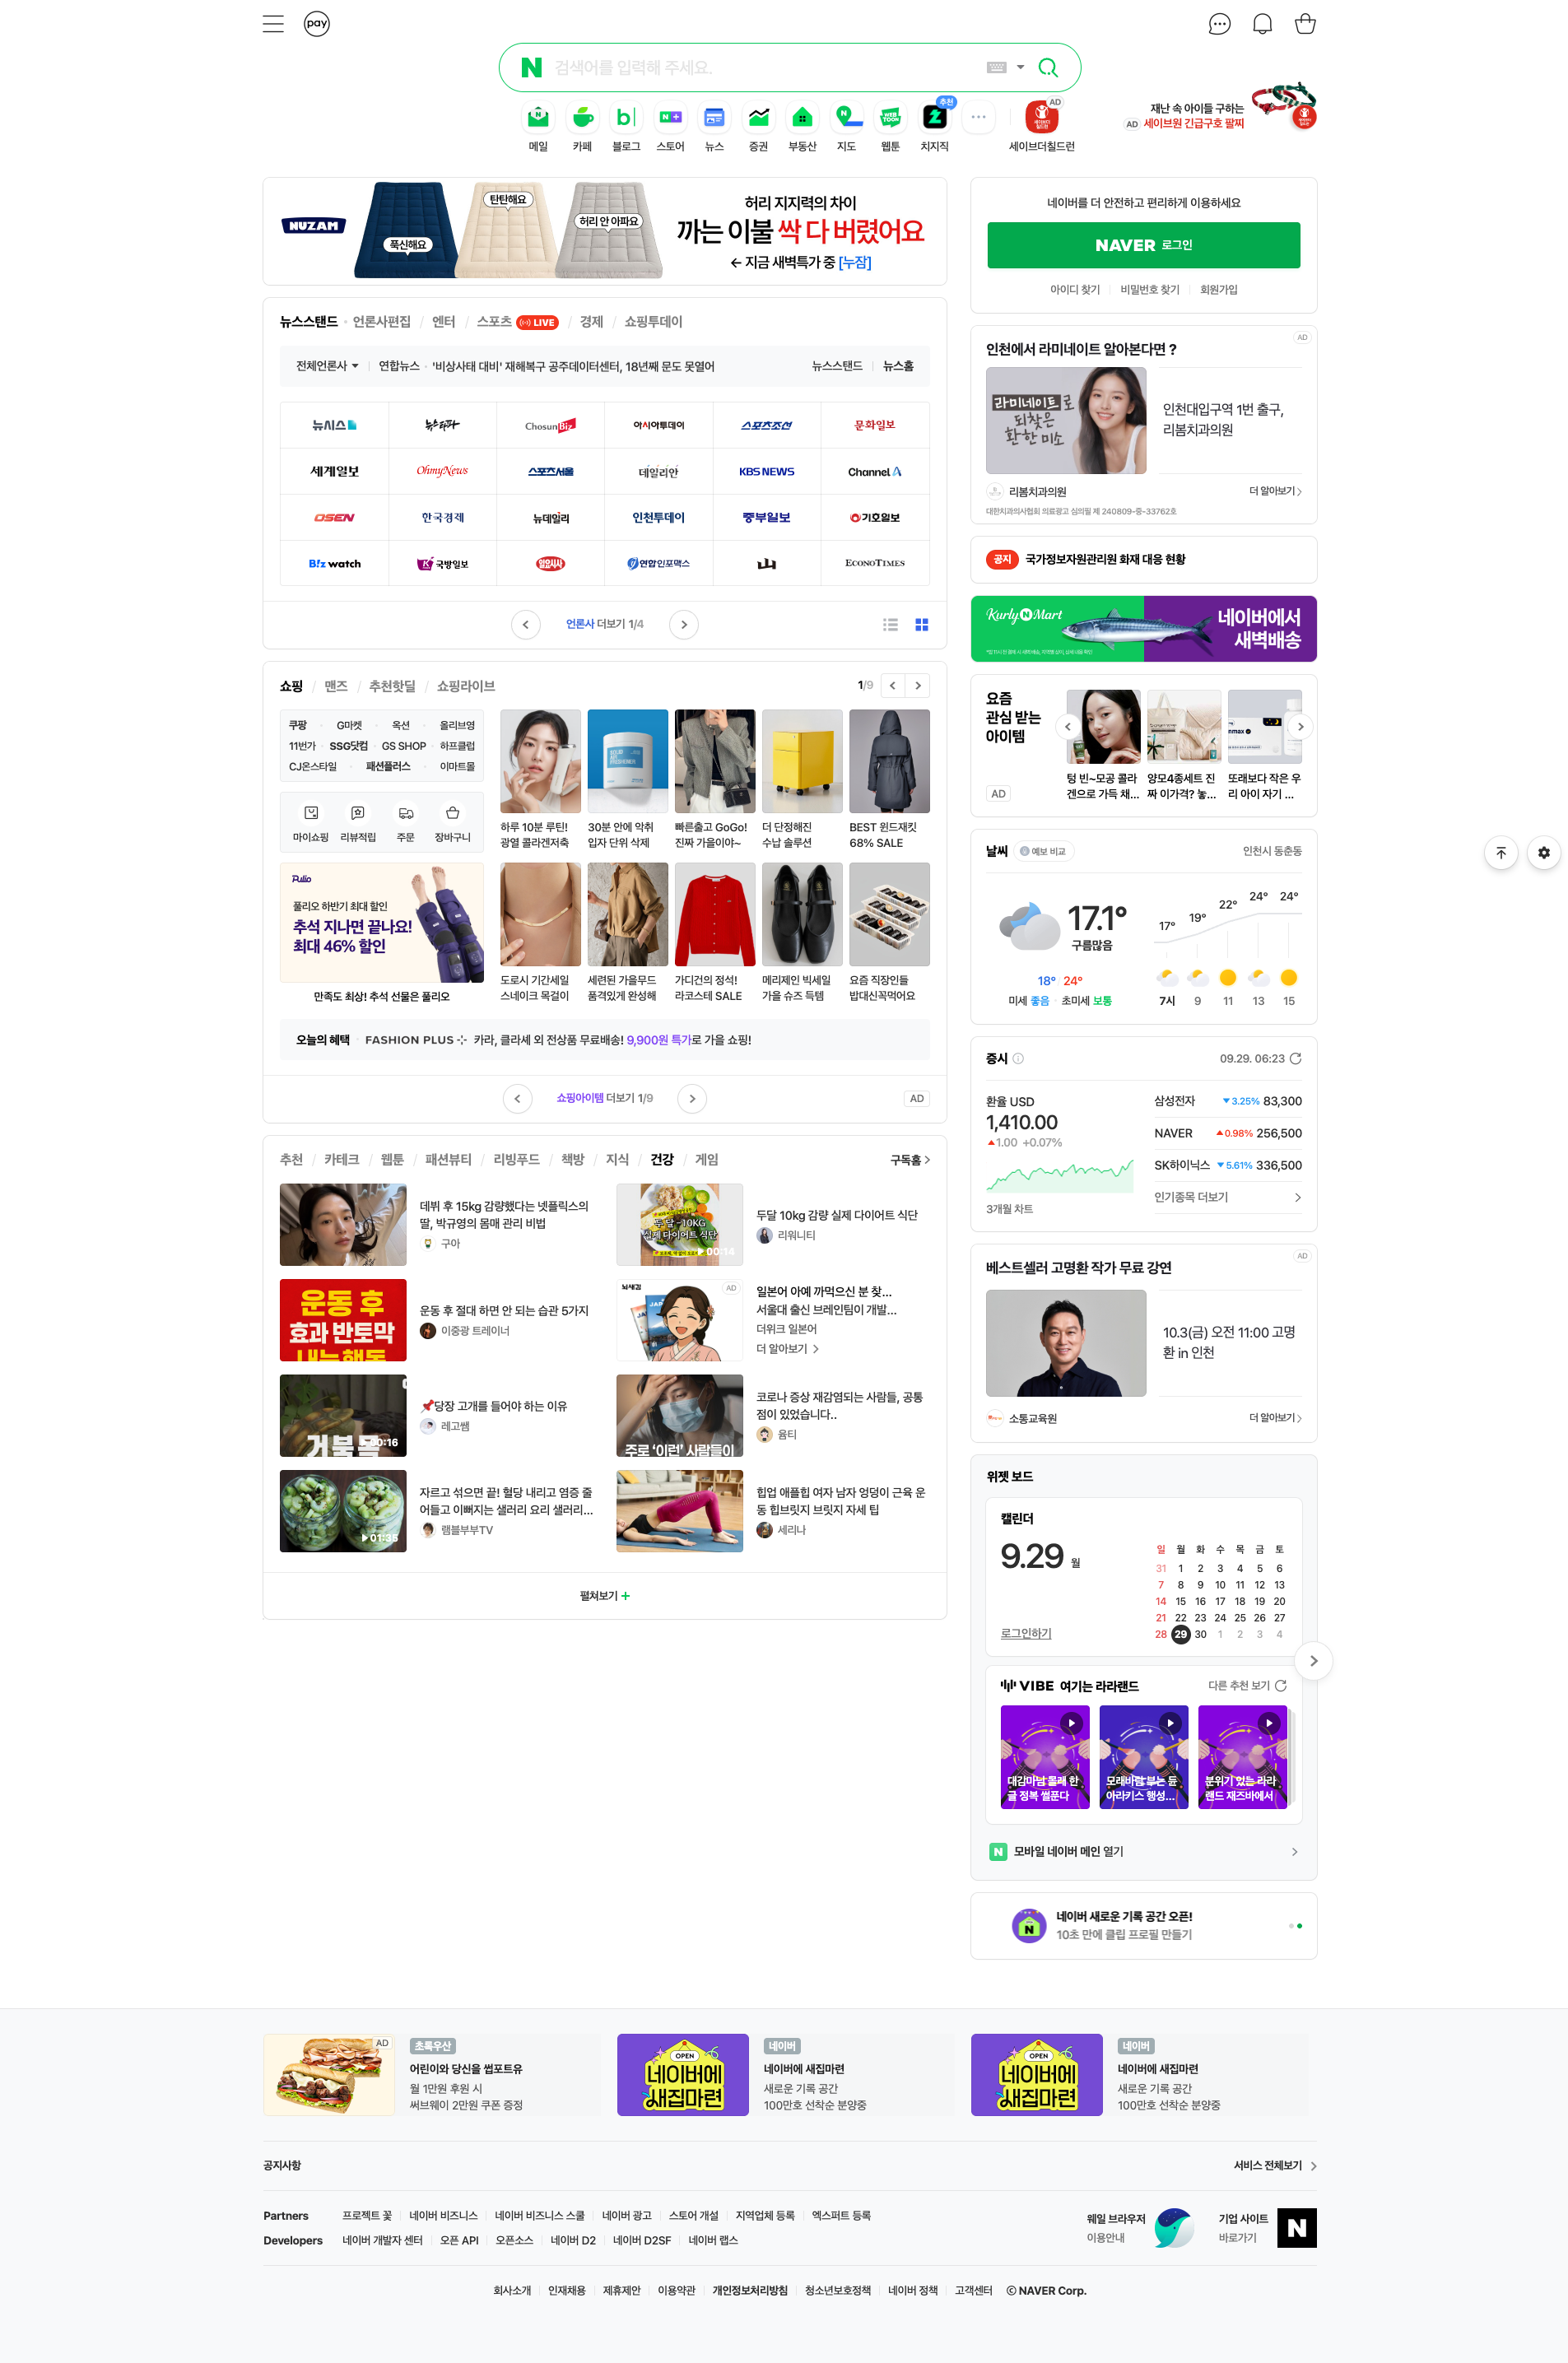 pay
N 검색어를 입력해 주세요.
메일
카페
블로그
스토어
뉴스
증권
부동산
지도
웹툰
추천
치지직
AD
세이브더칠드런
재난 속 아이들 구하는
AD 세이브원 긴급구호 팔찌
NUZAM
푹신해요
탄탄해요
허리 안 아파요
허리 지지력의 차이
까는 이불 싹 다 버렸어요
← 지금 새벽특가 중 [누잠]
뉴스스탠드 언론사편집 / 엔터 / 스포츠 LIVE / 경제 / 쇼핑투데이
전체언론사 연합뉴스 '비상사태 대비' 재해복구 공주데이터센터, 18년째 문도 못열어 뉴스스탠드 뉴스홈
뉴시스 뉴스타파 ChosunBiz 아시아투데이 스포츠조선 문화일보
세계일보 OhmyNews 스포츠서울 데일리안 KBS NEWS Channel A
OSEN 한국경제 뉴데일리 인천투데이 중부일보 기호일보
B!z watch 국방일보 일요시사 연합인포맥스 山 ECONOTIMES
언론사 더보기 1/4
쇼핑 / 맨즈 / 추천핫딜 / 쇼핑라이브 1/9
쿠팡 G마켓 옥션 올리브영
11번가 SSG닷컴 GS SHOP 하프클럽
CJ온스타일 패션플러스 이마트몰
마이쇼핑 리뷰적립 주문 장바구니
하루 10분 루틴!
광열 콜라겐저축
30분 안에 악취
입자 단위 삭제
빠른출고 GoGo!
진짜 가을이야~
더 단정해진
수납 솔루션
BEST 윈드재킷
68% SALE
Pulio
풀리오 하반기 최대 할인
추석 지나면 끝나요!
최대 46% 할인
만족도 최상! 추석 선물은 풀리오
도로시 기간세일
스네이크 목걸이
세련된 가을무드
품격있게 완성해
가디건의 정석!
라코스테 SALE
메리제인 빅세일
가을 슈즈 득템
요즘 직장인들
밥대신꼭먹어요
오늘의 혜택 FASHION PLUS 카라, 클라세 외 전상품 무료배송! 9,900원 특가로 가을 쇼핑!
쇼핑아이템 더보기 1/9
AD
추천 / 카테크 / 웹툰 / 패션뷰티 / 리빙푸드 / 책방 / 지식 / 건강 / 게임 구독홈
데뷔 후 15kg 감량했다는 넷플릭스의
딸, 박규영의 몸매 관리 비법
구아
두 달 -10KG
실제 다이어트 식단
00:14
두달 10kg 감량 실제 다이어트 식단
리워니티
운동 후
효과 반토막
내는 행동
운동 후 절대 하면 안 되는 습관 5가지
이중광 트레이너
뇌새김
AD
일본어 아예 까먹으신 분 찾...
서울대 출신 브레인팀이 개발...
더위크 일본어
더 알아보기
거북목
00:16
📌당장 고개를 들어야 하는 이유
레고쌤
주로 '이런' 사람들이
코로나 증상 재감염되는 사람들, 공통
점이 있었습니다..
욤티
01:35
자르고 섞으면 끝! 혈당 내리고 염증 줄
어들고 이뻐지는 샐러리 요리 샐러리...
램블부부TV
힙업 애플힙 여자 남자 엉덩이 근육 운
동 힙브릿지 브릿지 자세 팁
세리나
펼쳐보기
네이버를 더 안전하고 편리하게 이용하세요
NAVER 로그인
아이디 찾기 비밀번호 찾기 회원가입
AD
인천에서 라미네이트 알아본다면 ?
라미네이트로
되찾은
환한 미소
인천대입구역 1번 출구,
리봄치과의원
리봄치과의원 더 알아보기
대한치과의사협회 의료광고 심의필 제 240809-중-33762호
공지 국가정보자원관리원 화재 대응 현황
Kurly N Mart
네이버에서
새벽배송
요즘
관심 받는
아이템
AD
텅 빈~모공 콜라
겐으로 가득 채...
양모4종세트 진
짜 이가격? 놓...
또래보다 작은 우
리 아이 자기 ...
날씨 예보 비교 인천시 동춘동
17.1°
구름많음
18° 24°
미세 좋음 초미세 보통
17° 19° 22° 24° 24°
7시 9 11 13 15
증시 09.29. 06:23
환율 USD
1,410.00
1.00 +0.07%
3개월 차트
삼성전자 3.25% 83,300
NAVER 0.98% 256,500
SK하이닉스 5.61% 336,500
인기종목 더보기
AD
베스트셀러 고명환 작가 무료 강연
10.3(금) 오전 11:00 고명
환 in 인천
소통교육원 더 알아보기
위젯 보드
캘린더
9.29 월
로그인하기
일 월 화 수 목 금 토
31 1 2 3 4 5 6
7 8 9 10 11 12 13
14 15 16 17 18 19 20
21 22 23 24 25 26 27
28 29 30 1 2 3 4
VIBE 여기는 라라랜드 다른 추천 보기
대감마님 몰래 한
글 정복 썰푼다
모래바람 부는 듄
아라키스 행성...
분위기 있는 라라
랜드 재즈바에서
N 모바일 네이버 메인 열기
네이버 새로운 기록 공간 오픈!
10초 만에 클립 프로필 만들기
AD
초록우산
어린이와 당신을 썹포트유
월 1만원 후원 시
써브웨이 2만원 쿠폰 증정
OPEN
네이버에
새집마련
네이버
네이버에 새집마련
새로운 기록 공간
100만호 선착순 분양중
OPEN
네이버에
새집마련
네이버
네이버에 새집마련
새로운 기록 공간
100만호 선착순 분양중
공지사항 서비스 전체보기
Partners 프로젝트 꽃 네이버 비즈니스 네이버 비즈니스 스쿨 네이버 광고 스토어 개설 지역업체 등록 엑스퍼트 등록
Developers 네이버 개발자 센터 오픈 API 오픈소스 네이버 D2 네이버 D2SF 네이버 랩스
웨일 브라우저
이용안내
기업 사이트
바로가기
N
회사소개 인재채용 제휴제안 이용약관 개인정보처리방침 청소년보호정책 네이버 정책 고객센터 ⓒ NAVER Corp.